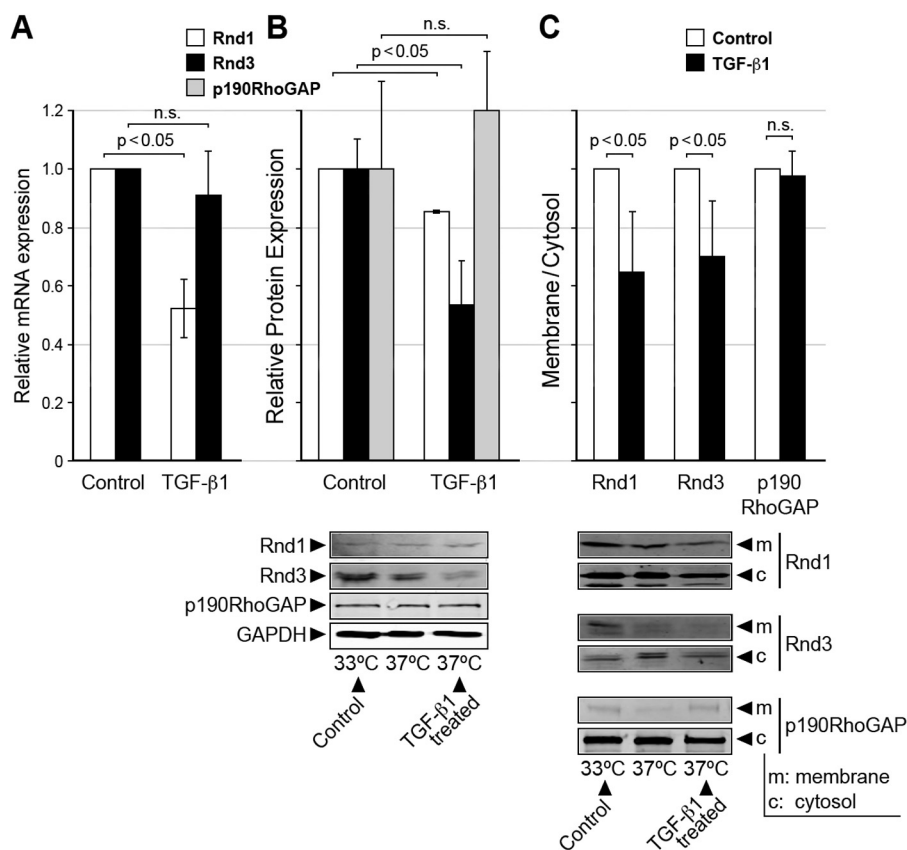 A
Rnd1
Rnd3
p190RhoGAP
n.s.
p < 0.05
Relative mRNA expression
1.2
1.0
0.8
0.6
0.4
0.2
0
Control
TGF-β1
B
n.s.
p < 0.05
p < 0.05
Relative Protein Expression
Control
TGF-β1
Rnd1
Rnd3
p190RhoGAP
GAPDH
33ºC 37ºC 37ºC
Control
TGF-β1
treated
C
Control
TGF-β1
p < 0.05
p < 0.05
n.s.
Membrane / Cytosol
Rnd1
Rnd3
p190
RhoGAP
m
c
Rnd1
m
c
Rnd3
m
c
p190RhoGAP
33ºC 37ºC 37ºC
Control
TGF-β1
treated
m: membrane
c: cytosol